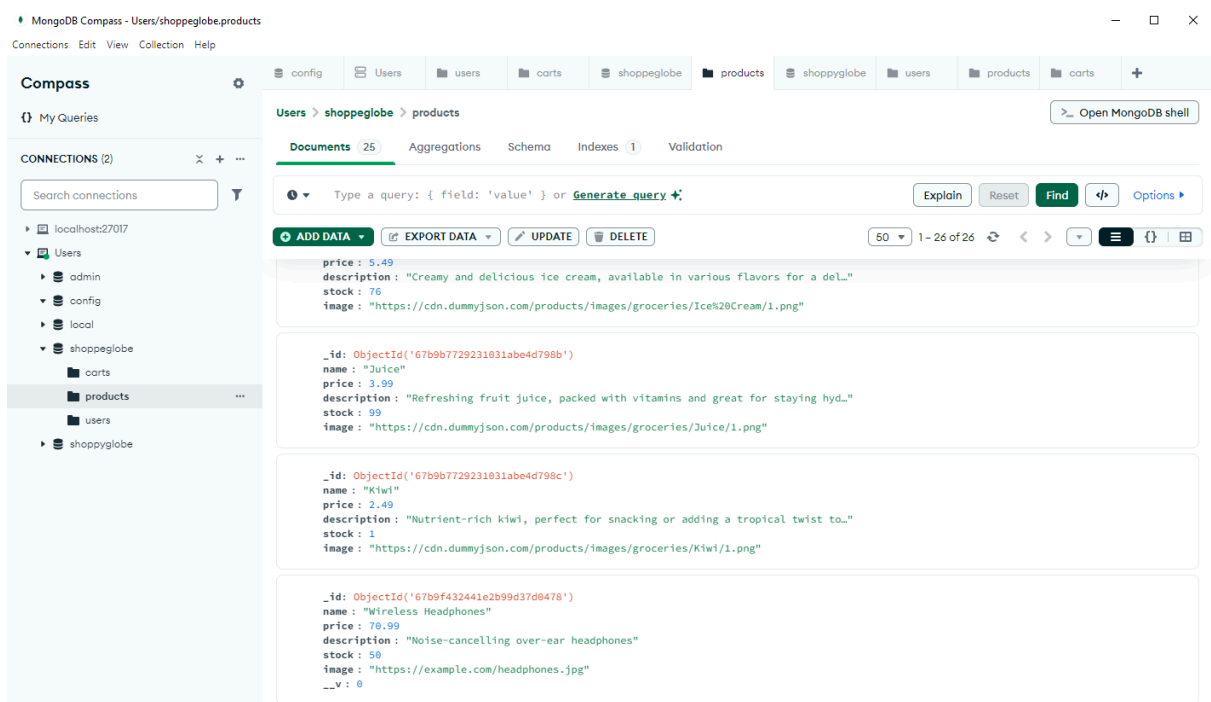 MongoDB Compass - Users/shoppeglobe.products
Connections Edit View Collection Help
Compass
{} My Queries
CONNECTIONS (2)
Search connections
localhost:27017
Users
admin
config
local
shoppeglobe
carts
products
users
shoppyglobe
config Users users carts shoppeglobe products shoppyglobe users products carts
Users > shoppeglobe > products
>_ Open MongoDB shell
Documents 25 Aggregations Schema Indexes 1 Validation
Type a query: { field: 'value' } or Generate query
Explain Reset Find </> Options
ADD DATA EXPORT DATA UPDATE DELETE
50 1 – 26 of 26 {}
price : 5.49
description : "Creamy and delicious ice cream, available in various flavors for a del…"
stock : 76
image : "https://cdn.dummyjson.com/products/images/groceries/Ice%20Cream/1.png"
_id: ObjectId('67b9b7729231031abe4d798b')
name : "Juice"
price : 3.99
description : "Refreshing fruit juice, packed with vitamins and great for staying hyd…"
stock : 99
image : "https://cdn.dummyjson.com/products/images/groceries/Juice/1.png"
_id: ObjectId('67b9b7729231031abe4d798c')
name : "Kiwi"
price : 2.49
description : "Nutrient-rich kiwi, perfect for snacking or adding a tropical twist to…"
stock : 1
image : "https://cdn.dummyjson.com/products/images/groceries/Kiwi/1.png"
_id: ObjectId('67b9f432441e2b99d37d0478')
name : "Wireless Headphones"
price : 70.99
description : "Noise-cancelling over-ear headphones"
stock : 50
image : "https://example.com/headphones.jpg"
__v : 0